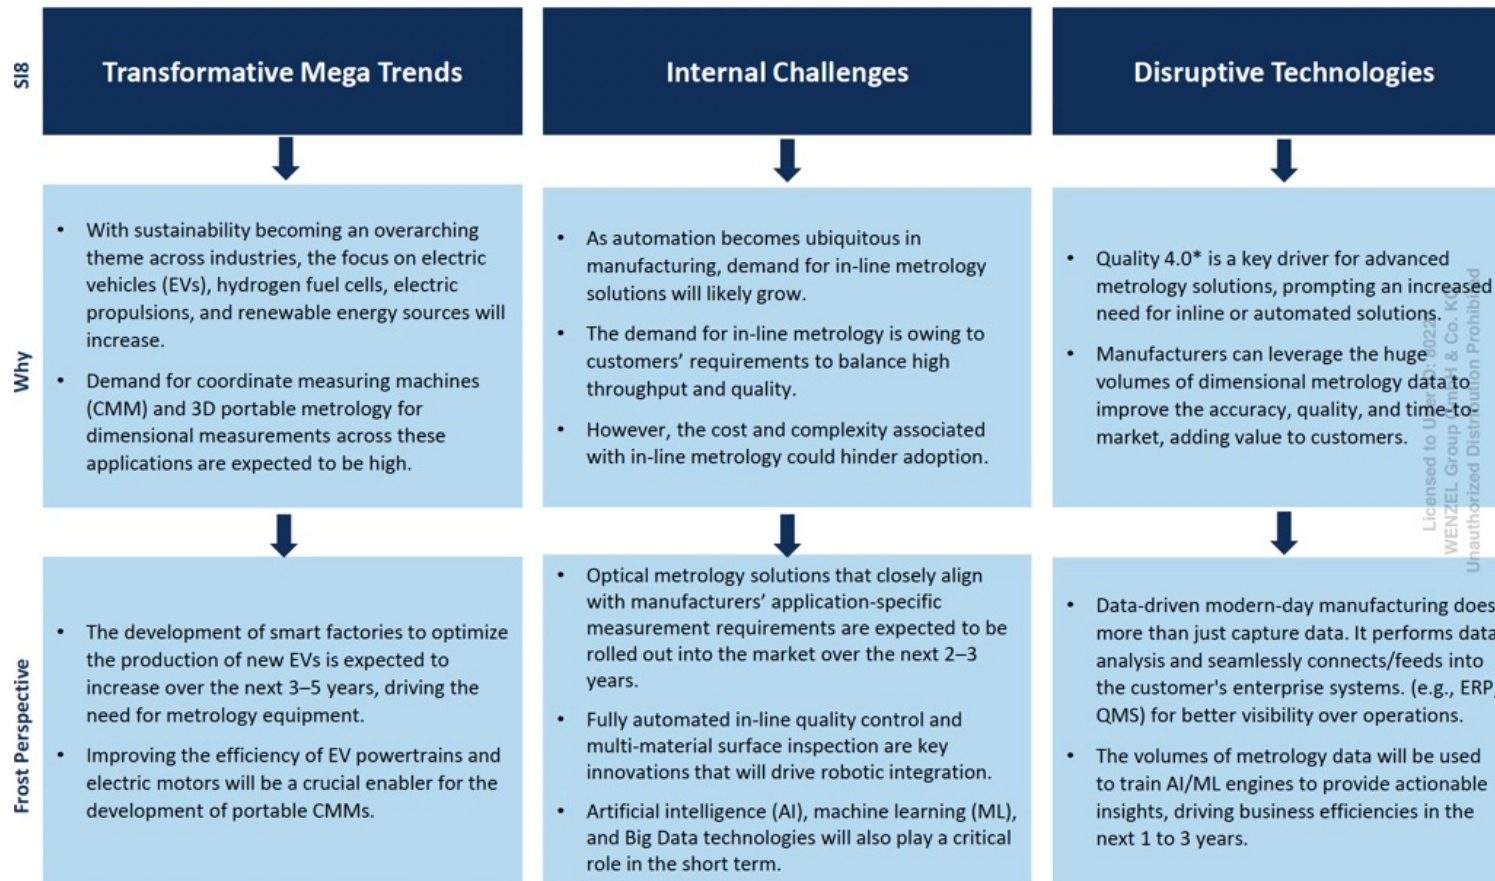 SI8
Transformative Mega Trends
Internal Challenges
Disruptive Technologies
Why
• With sustainability becoming an overarching
theme across industries, the focus on electric
vehicles (EVs), hydrogen fuel cells, electric
propulsions, and renewable energy sources will
increase.
• Demand for coordinate measuring machines
(CMM) and 3D portable metrology for
dimensional measurements across these
applications are expected to be high.
• As automation becomes ubiquitous in
manufacturing, demand for in-line metrology
solutions will likely grow.
• The demand for in-line metrology is owing to
customers' requirements to balance high
throughput and quality.
• However, the cost and complexity associated
with in-line metrology could hinder adoption.
• Quality 4.0* is a key driver for advanced
metrology solutions, prompting an increased
need for inline or automated solutions.
• Manufacturers can leverage the huge
volumes of dimensional metrology data to
improve the accuracy, quality, and time-to-
market, adding value to customers.
Frost Perspective
• The development of smart factories to optimize
the production of new EVs is expected to
increase over the next 3–5 years, driving the
need for metrology equipment.
• Improving the efficiency of EV powertrains and
electric motors will be a crucial enabler for the
development of portable CMMs.
• Optical metrology solutions that closely align
with manufacturers' application-specific
measurement requirements are expected to be
rolled out into the market over the next 2–3
years.
• Fully automated in-line quality control and
multi-material surface inspection are key
innovations that will drive robotic integration.
• Artificial intelligence (AI), machine learning (ML),
and Big Data technologies will also play a critical
role in the short term.
• Data-driven modern-day manufacturing does
more than just capture data. It performs data
analysis and seamlessly connects/feeds into
the customer's enterprise systems. (e.g., ERP,
QMS) for better visibility over operations.
• The volumes of metrology data will be used
to train AI/ML engines to provide actionable
insights, driving business efficiencies in the
next 1 to 3 years.
Licensed to User ID: 8022
WENZEL Group GmbH & Co. KG
Unauthorized Distribution Prohibited